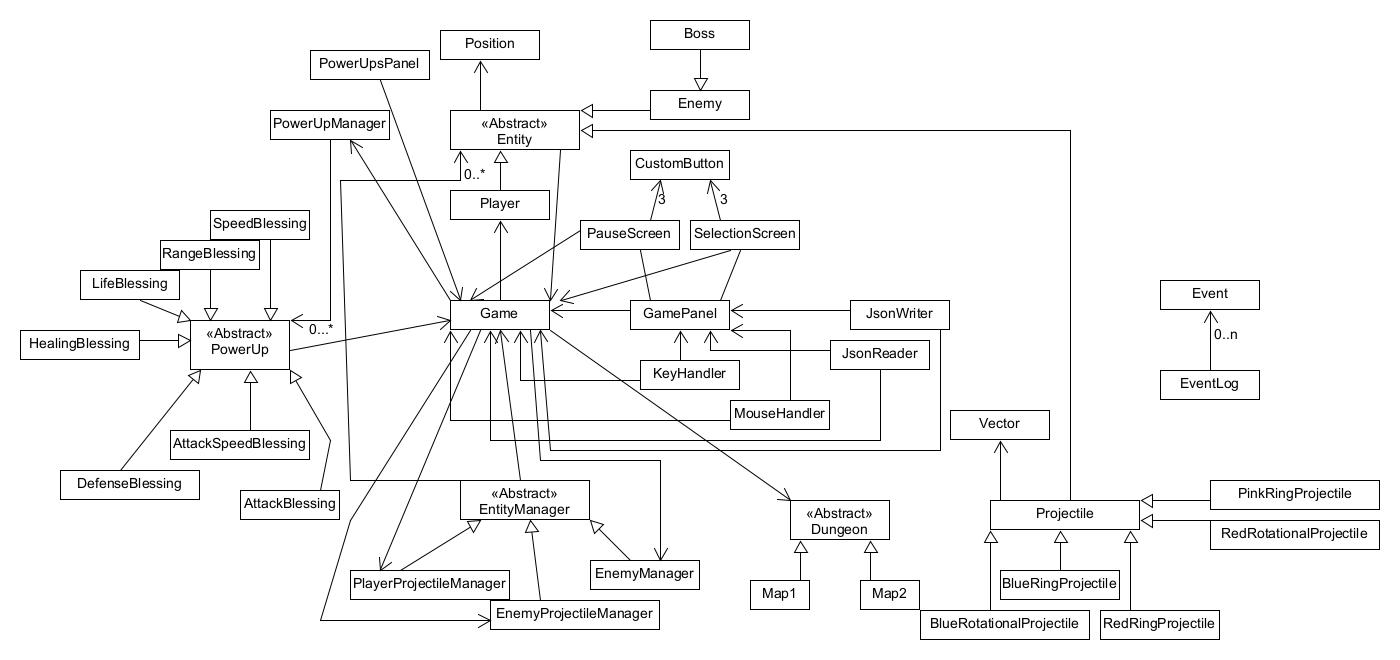 Boss
Position
PowerUpsPanel
Enemy
PowerUpManager
«Abstract»
Entity
CustomButton
0..*
3
3
Player
SpeedBlessing
PauseScreen
SelectionScreen
RangeBlessing
LifeBlessing
Event
Game
GamePanel
JsonWriter
0...*
«Abstract»
PowerUp
0..n
HealingBlessing
JsonReader
KeyHandler
EventLog
MouseHandler
Vector
AttackSpeedBlessing
DefenseBlessing
AttackBlessing
«Abstract»
EntityManager
PinkRingProjectile
«Abstract»
Dungeon
Projectile
RedRotationalProjectile
EnemyManager
PlayerProjectileManager
BlueRingProjectile
Map1
Map2
EnemyProjectileManager
BlueRotationalProjectile
RedRingProjectile